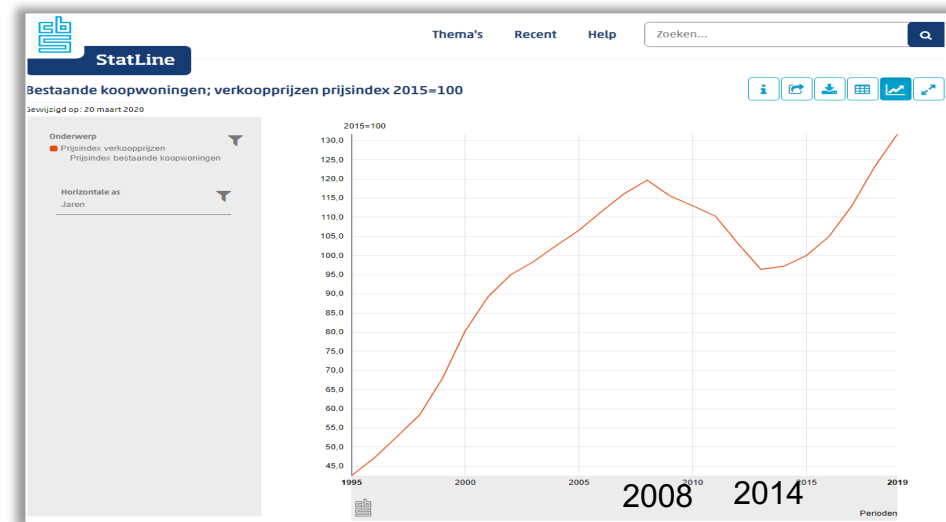 cb
Thema's Recent Help Zoeken...
StatLine
Bestaande koopwoningen; verkoopprijzen prijsindex 2015=100
Gewijzigd op: 20 maart 2020
Onderwerp
Prijsindex verkoopprijzen
Prijsindex bestaande koopwoningen
Horizontale as
Jaren
2015=100
130,0
125,0
120,0
115,0
110,0
105,0
100,0
95,0
90,0
85,0
80,0
75,0
70,0
65,0
60,0
55,0
50,0
45,0
1995 2000 2005 2010 2015 2019
2008 2014
Perioden